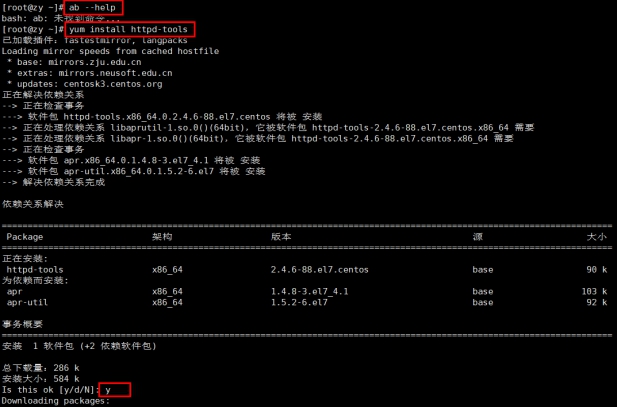 [root@zy ~]# ab --help
bash: ab: 未找到命令...
[root@zy ~]# yum install httpd-tools
已加载插件: fastestmirror, langpacks
Loading mirror speeds from cached hostfile
 * base: mirrors.zju.edu.cn
 * extras: mirrors.neusoft.edu.cn
 * updates: centosk3.centos.org
正在解决依赖关系
--> 正在检查事务
---> 软件包 httpd-tools.x86_64.0.2.4.6-88.el7.centos 将被 安装
--> 正在处理依赖关系 libaprutil-1.so.0()(64bit), 它被软件包 httpd-tools-2.4.6-88.el7.centos.x86_64 需要
--> 正在处理依赖关系 libapr-1.so.0()(64bit), 它被软件包 httpd-tools-2.4.6-88.el7.centos.x86_64 需要
--> 正在检查事务
---> 软件包 apr.x86_64.0.1.4.8-3.el7_4.1 将被 安装
---> 软件包 apr-util.x86_64.0.1.5.2-6.el7 将被 安装
--> 解决依赖关系完成
依赖关系解决
================================================================================
Package 架构 版本 源 大小
================================================================================
正在安装:
httpd-tools x86_64 2.4.6-88.el7.centos base 90 k
为依赖而安装:
apr x86_64 1.4.8-3.el7_4.1 base 103 k
apr-util x86_64 1.5.2-6.el7 base 92 k
事务概要
================================================================================
安装 1 软件包 (+2 依赖软件包)
总下载量: 286 k
安装大小: 584 k
Is this ok [y/d/N]: y
Downloading packages: